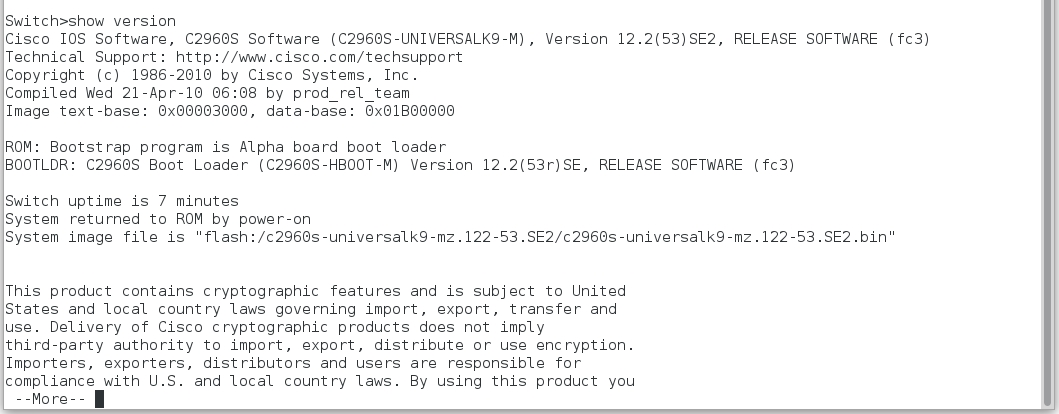 Switch>show version
Cisco IOS Software, C2960S Software (C2960S-UNIVERSALK9-M), Version 12.2(53)SE2, RELEASE SOFTWARE (fc3)
Technical Support: http://www.cisco.com/techsupport
Copyright (c) 1986-2010 by Cisco Systems, Inc.
Compiled Wed 21-Apr-10 06:08 by prod_rel_team
Image text-base: 0x00003000, data-base: 0x01B00000
ROM: Bootstrap program is Alpha board boot loader
BOOTLDR: C2960S Boot Loader (C2960S-HBOOT-M) Version 12.2(53r)SE, RELEASE SOFTWARE (fc3)
Switch uptime is 7 minutes
System returned to ROM by power-on
System image file is "flash:/c2960s-universalk9-mz.122-53.SE2/c2960s-universalk9-mz.122-53.SE2.bin"
This product contains cryptographic features and is subject to United
States and local country laws governing import, export, transfer and
use. Delivery of Cisco cryptographic products does not imply
third-party authority to import, export, distribute or use encryption.
Importers, exporters, distributors and users are responsible for
compliance with U.S. and local country laws. By using this product you
--More--